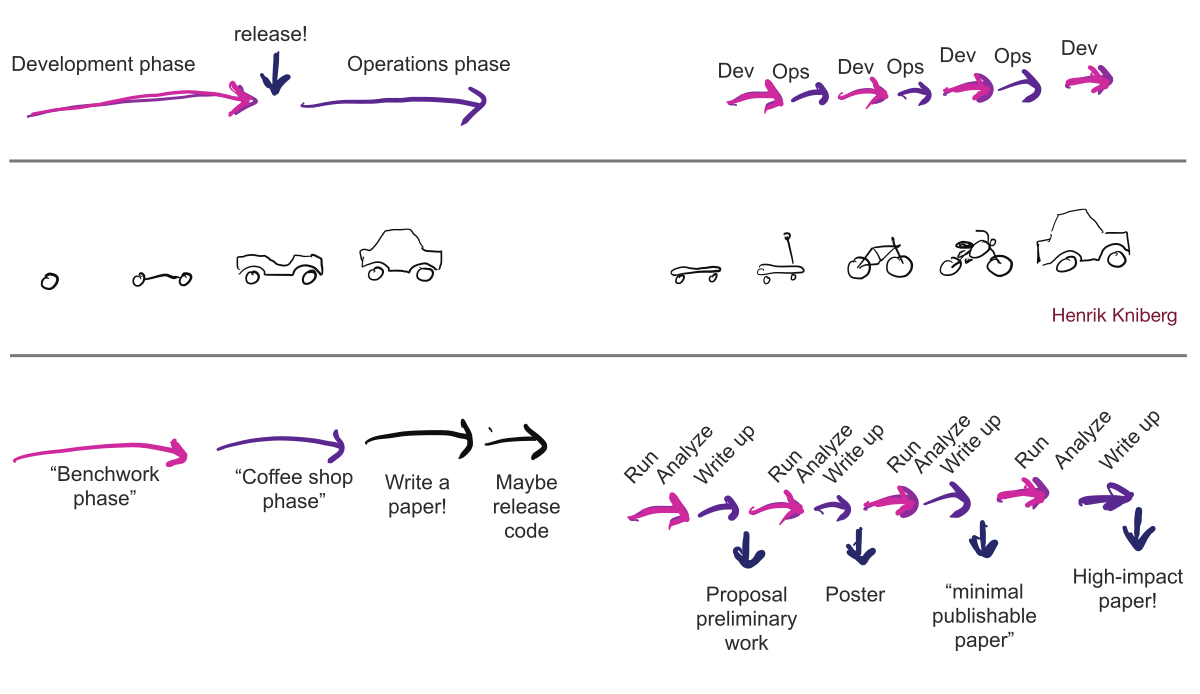 release!
Development phase
Operations phase
Dev
Ops
Dev
Ops
Dev
Ops
Dev
Henrik Kniberg
“Benchwork
phase”
“Coffee shop
phase”
Write a
paper!
Maybe
release
code
Run
Analyze
Write up
Run
Analyze
Write up
Run
Analyze
Write up
Run
Analyze
Write up
Proposal
preliminary
work
Poster
“minimal
publishable
paper”
High-impact
paper!